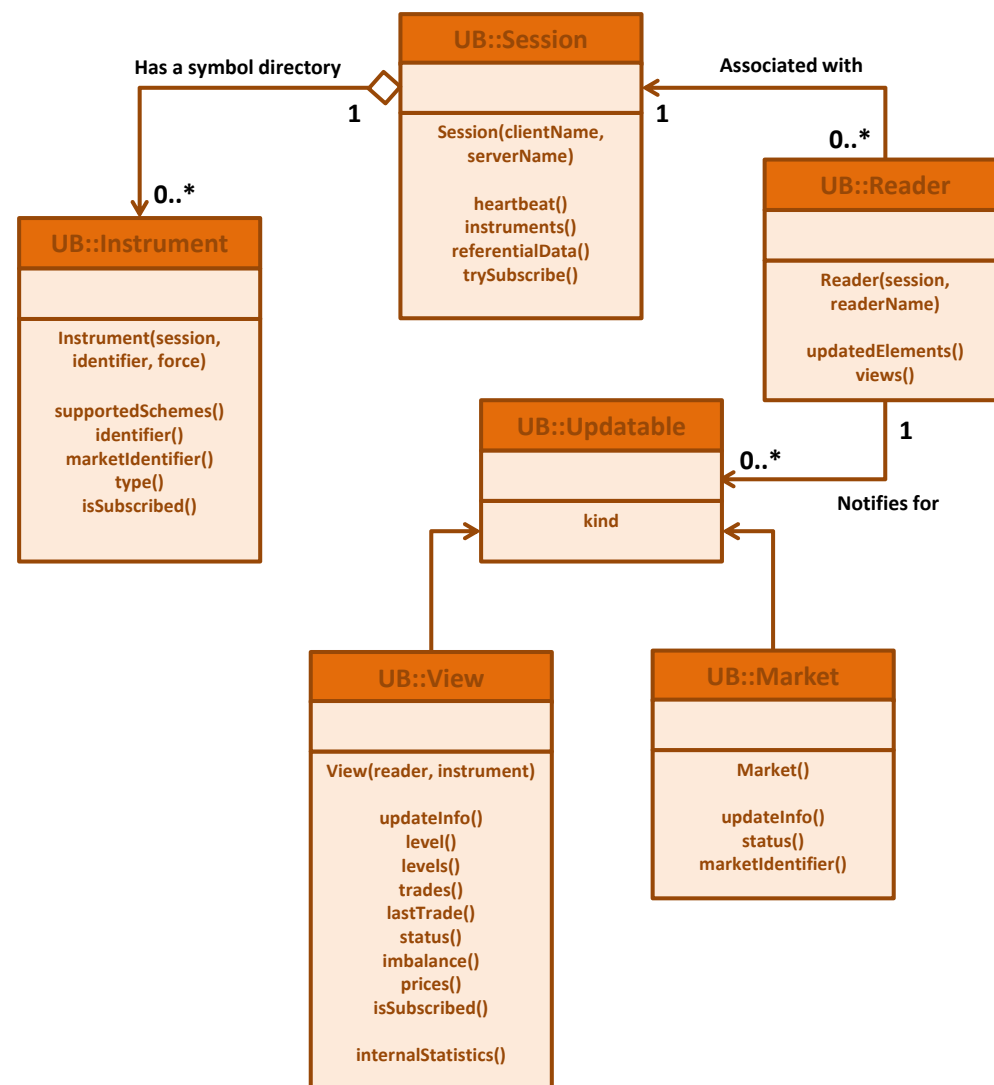 UB::Session
Has a symbol directory
1
Associated with
1
Session(clientName,
serverName)
heartbeat()
instruments()
referentialData()
trySubscribe()
0..*
UB::Reader
Reader(session,
readerName)
updatedElements()
views()
0..*
UB::Instrument
Instrument(session,
identifier, force)
supportedSchemes()
identifier()
marketIdentifier()
type()
isSubscribed()
1
0..*
Notifies for
UB::Updatable
kind
UB::View
View(reader, instrument)
updateInfo()
level()
levels()
trades()
lastTrade()
status()
imbalance()
prices()
isSubscribed()
internalStatistics()
UB::Market
Market()
updateInfo()
status()
marketIdentifier()